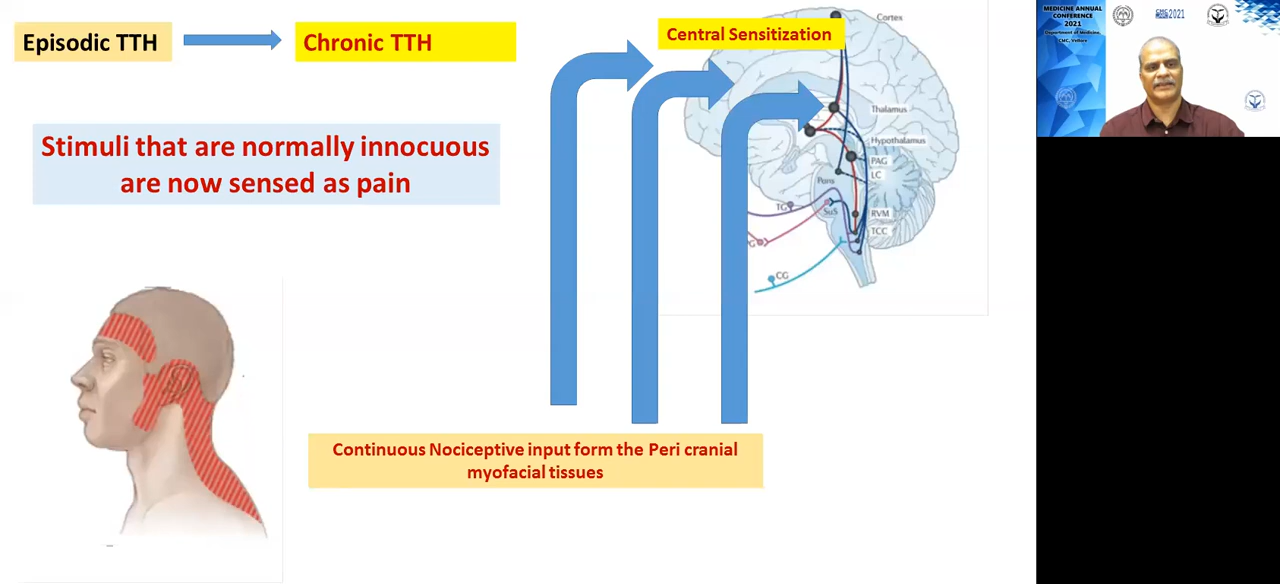 Episodic TTH
Chronic TTH
Central Sensitization
Stimuli that are normally innocuous
are now sensed as pain
Cortex
Thalamus
Hypothalamus
PAG
LC
Pons
TG
SuS
RVM
G
TCC
CG
Continuous Nociceptive input form the Peri cranial
myofacial tissues
MEDICINE ANNUAL
CONFERENCE
2021
Department of Medicine,
CMC, Vellore
2021